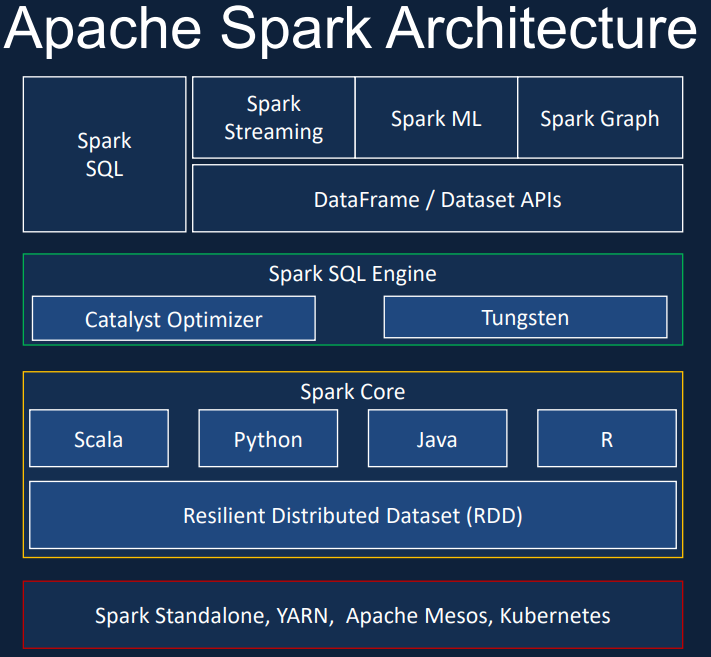 Apache Spark Architecture
Spark
SQL
Spark
Streaming
Spark ML
Spark Graph
DataFrame / Dataset APIs
Spark SQL Engine
Catalyst Optimizer
Tungsten
Spark Core
Scala
Python
Java
R
Resilient Distributed Dataset (RDD)
Spark Standalone, YARN,  Apache Mesos, Kubernetes